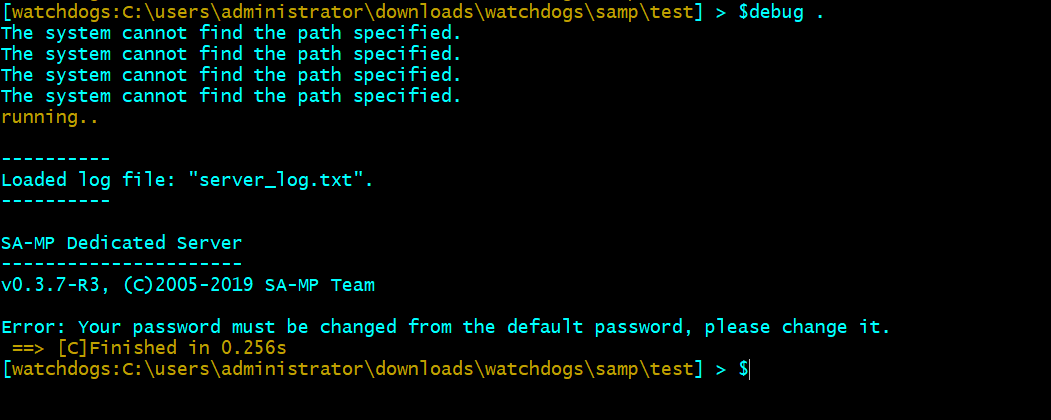 [watchdogs:C:\users\administrator\downloads\watchdogs\samp\test] > $debug .
The system cannot find the path specified.
The system cannot find the path specified.
The system cannot find the path specified.
The system cannot find the path specified.
running..
----------
Loaded log file: "server_log.txt".
----------
SA-MP Dedicated Server
----------------------
v0.3.7-R3, (C)2005-2019 SA-MP Team
Error: Your password must be changed from the default password, please change it.
 ==> [C]Finished in 0.256s
[watchdogs:C:\users\administrator\downloads\watchdogs\samp\test] > $